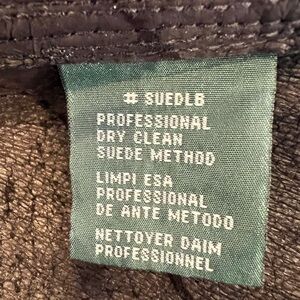 # SUEDLB
PROFESSIONAL
DRY CLEAN
SUEDE METHOD
LIMPI ESA
PROFESSIONAL
DE ANTE METODO
NETTOYER DAIM
PROFESSIONNEL